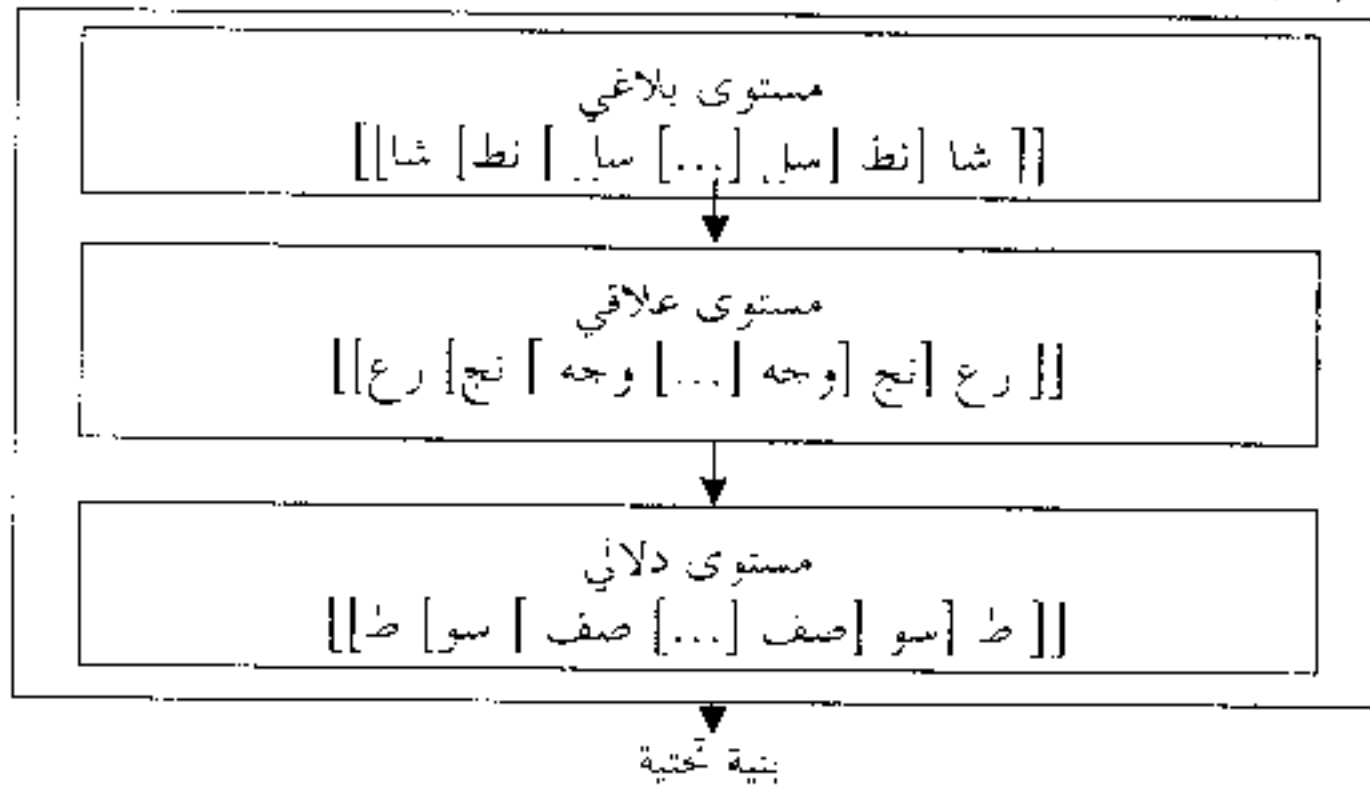 مستوى بلاغي
[[ شا [نط [سل [...] سل ] نط] شا]]
مستوى علاقي
[[ رع [نج [وجه [...] وجه ] نج] رع]]
مستوى دلالي
[[ ط [سو [صف [...] صف ] سو] ط]]
بنية تحتية